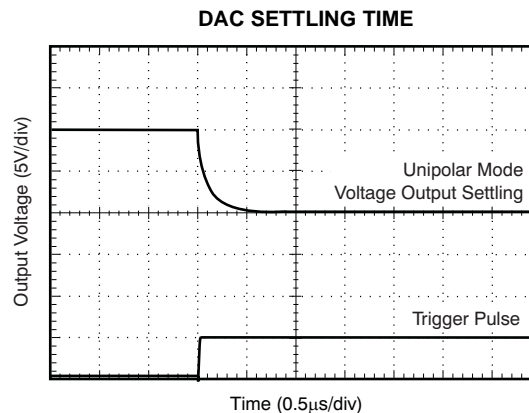 DAC SETTLING TIME
Output Voltage (5V/div)
Unipolar Mode
Voltage Output Settling
Trigger Pulse
Time (0.5µs/div)